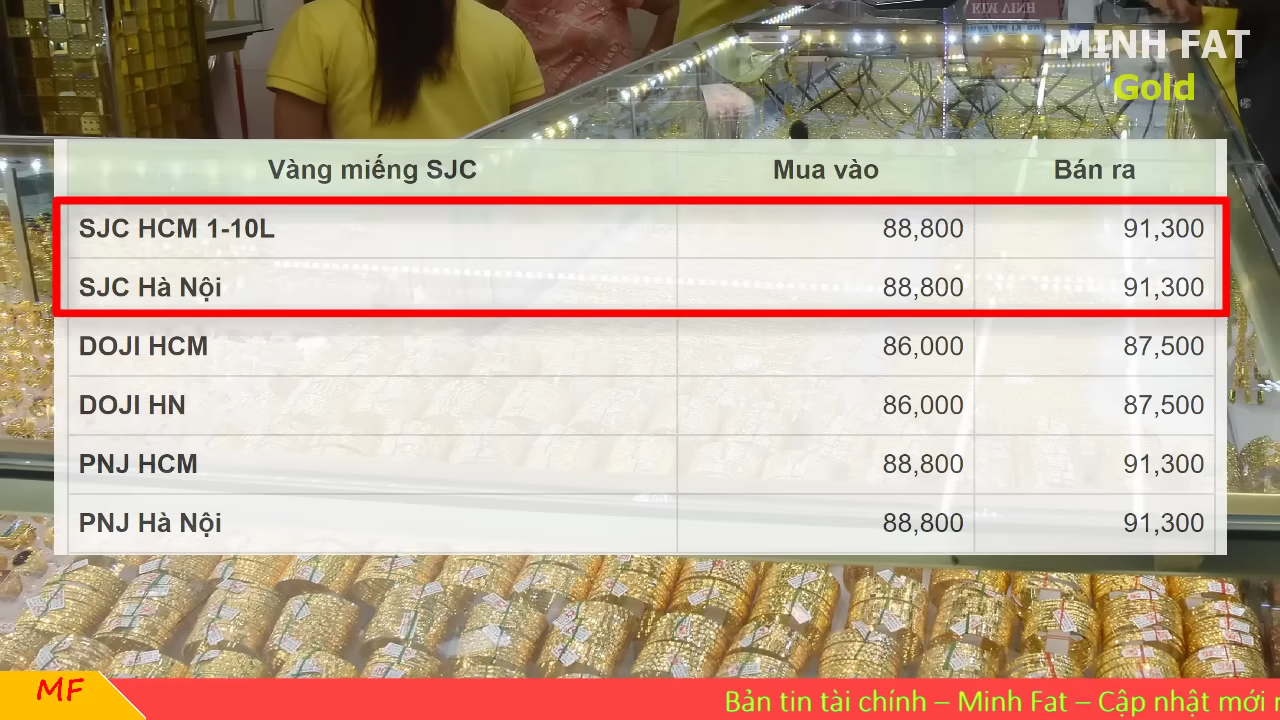 MINH FAT
Gold
Vàng miếng SJC Mua vào Bán ra
SJC HCM 1-10L 88,800 91,300
SJC Hà Nội 88,800 91,300
DOJI HCM 86,000 87,500
DOJI HN 86,000 87,500
PNJ HCM 88,800 91,300
PNJ Hà Nội 88,800 91,300
MF
Bản tin tài chính – Minh Fat – Cập nhật mới